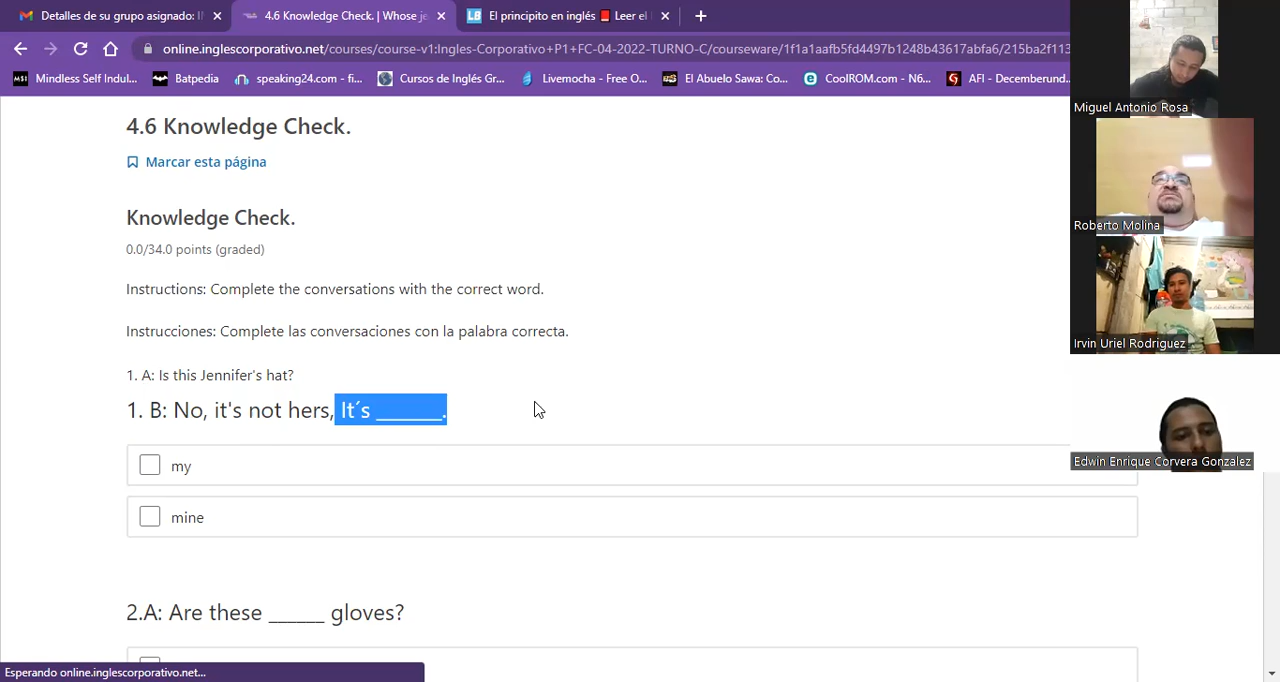 Detalles de su grupo asignado: I
4.6 Knowledge Check. | Whose je
El principito en inglés 📕 Leer el
online.inglescorporativo.net/courses/course-v1:Ingles-Corporativo+P1+FC-04-2022-TURNO-C/courseware/1f1a1aafb5fd4497b1248b43617abfa6/215ba2f113
Mindless Self Indul...
Batpedia
speaking24.com - fi...
Cursos de Inglés Gr...
Livemocha - Free O...
El Abuelo Sawa: Co...
CoolROM.com - N6...
AFI - Decemberund...
4.6 Knowledge Check.
Marcar esta página
Knowledge Check.
0.0/34.0 points (graded)
Instructions: Complete the conversations with the correct word.
Instrucciones: Complete las conversaciones con la palabra correcta.
1. A: Is this Jennifer's hat?
1. B: No, it's not hers, It´s ______.
my
mine
2.A: Are these _____ gloves?
Esperando online.inglescorporativo.net...
Miguel Antonio Rosa
Roberto Molina
Irvin Uriel Rodriguez
Edwin Enrique Corvera Gonzalez